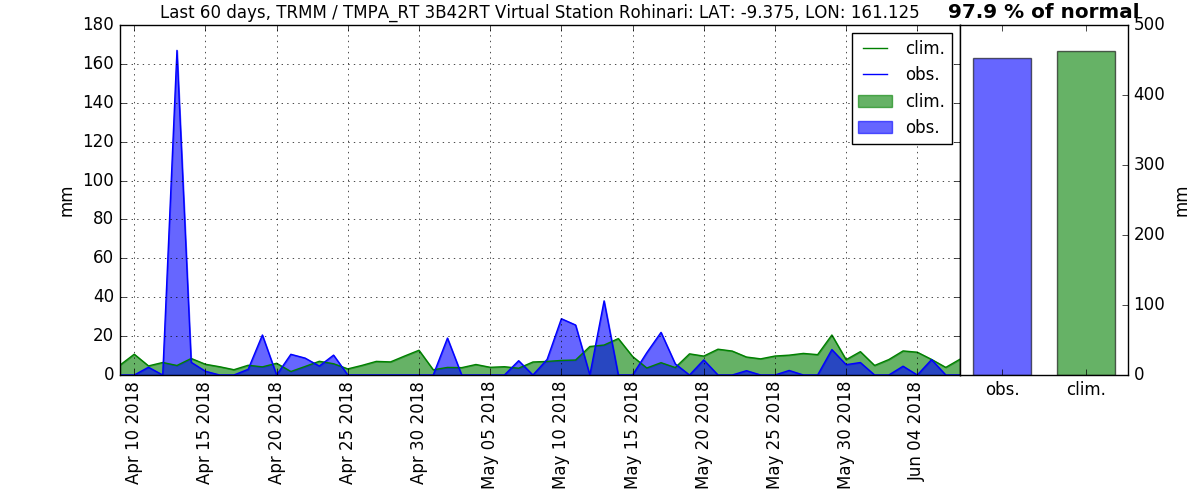 Last 60 days, TRMM / TMPA_RT 3B42RT Virtual Station Rohinari: LAT: -9.375, LON: 161.125
97.9 % of normal
mm
180
160
140
120
100
80
60
40
20
0
clim.
obs.
clim.
obs.
Apr 10 2018
Apr 15 2018
Apr 20 2018
Apr 25 2018
Apr 30 2018
May 05 2018
May 10 2018
May 15 2018
May 20 2018
May 25 2018
May 30 2018
Jun 04 2018
500
400
300
200
100
0
mm
obs.
clim.